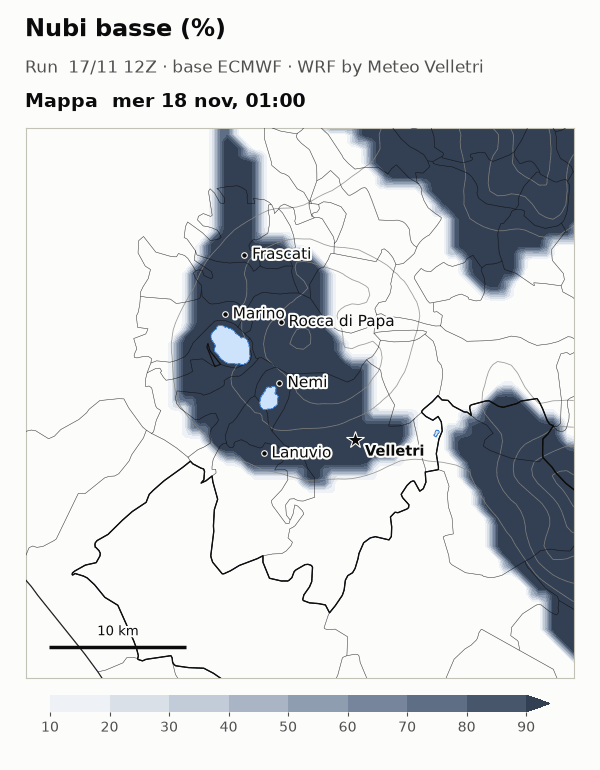 Nubi basse (%)
Run  17/11 12Z · base ECMWF · WRF by Meteo Velletri
Mappa  mer 18 nov, 01:00
Frascati
Marino
Rocca di Papa
Nemi
Velletri
Lanuvio
10 km
10 20 30 40 50 60 70 80 90